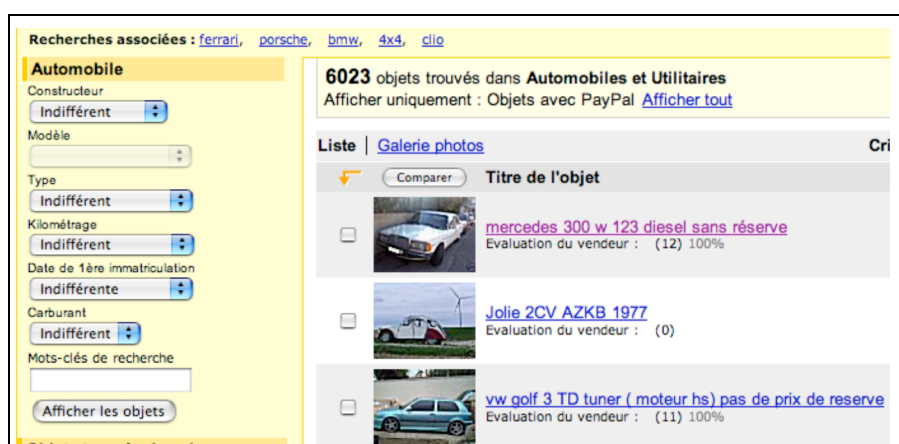 Recherches associées : ferrari, porsche, bmw, 4x4, clio
Automobile
Constructeur
Indifférent
Modèle
Type
Indifférent
Kilométrage
Indifférent
Date de 1ère immatriculation
Indifférente
Carburant
Indifférent
Mots-clés de recherche
Afficher les objets
6023 objets trouvés dans Automobiles et Utilitaires
Afficher uniquement : Objets avec PayPal Afficher tout
Liste | Galerie photos
Cri
Comparer Titre de l'objet
mercedes 300 w 123 diesel sans réserve
Evaluation du vendeur : (12) 100%
Jolie 2CV AZKB 1977
Evaluation du vendeur : (0)
vw golf 3 TD tuner ( moteur hs) pas de prix de reserve
Evaluation du vendeur : (11) 100%